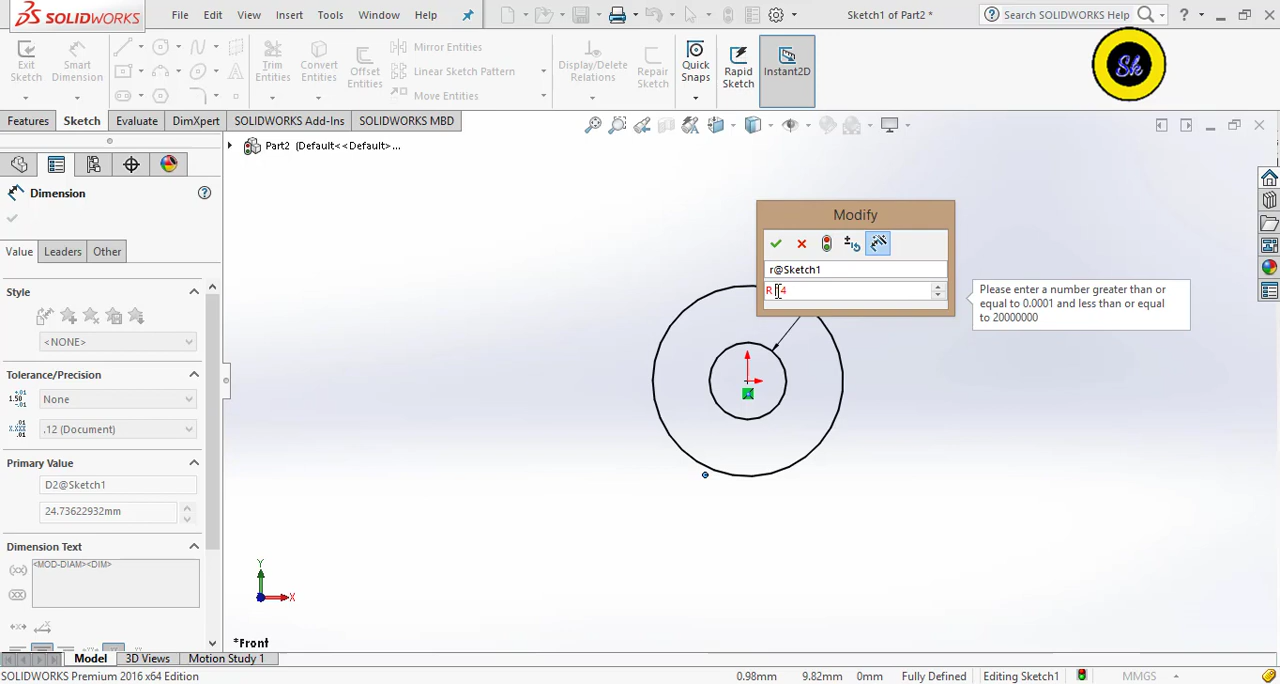 SOLIDWORKS
File Edit View Insert Tools Window Help
Sketch1 of Part2 *
Search SOLIDWORKS Help
?
Exit Sketch
Smart Dimension
Trim Entities
Convert Entities
Offset Entities
Mirror Entities
Linear Sketch Pattern
Move Entities
Display/Delete Relations
Repair Sketch
Quick Snaps
Rapid Sketch
Instant2D
Sk
Features Sketch Evaluate DimXpert SOLIDWORKS Add-Ins SOLIDWORKS MBD
Part2 (Default<<Default>...
Dimension
Value Leaders Other
Style
<NONE>
Tolerance/Precision
None
.12 (Document)
Primary Value
D2@Sketch1
24.73622932mm
Dimension Text
<MOD-DIAM><DIM>
Modify
r@Sketch1
Please enter a number greater than or
equal to 0.0001 and less than or equal
to 20000000
Y
X
*Front
Model 3D Views Motion Study 1
SOLIDWORKS Premium 2016 x64 Edition
0.98mm 9.82mm 0mm Fully Defined Editing Sketch1 MMGS